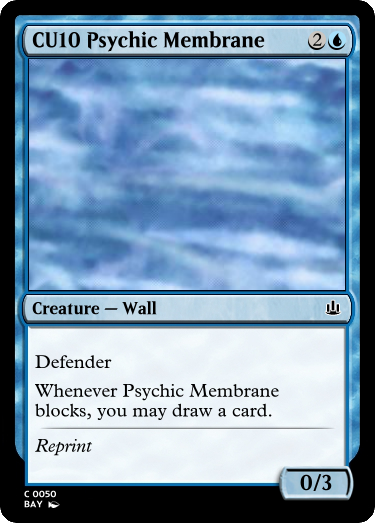 CU10 Psychic Membrane 2
Creature — Wall
Defender
Whenever Psychic Membrane
blocks, you may draw a card.
Reprint
0/3
C 0050
BAY